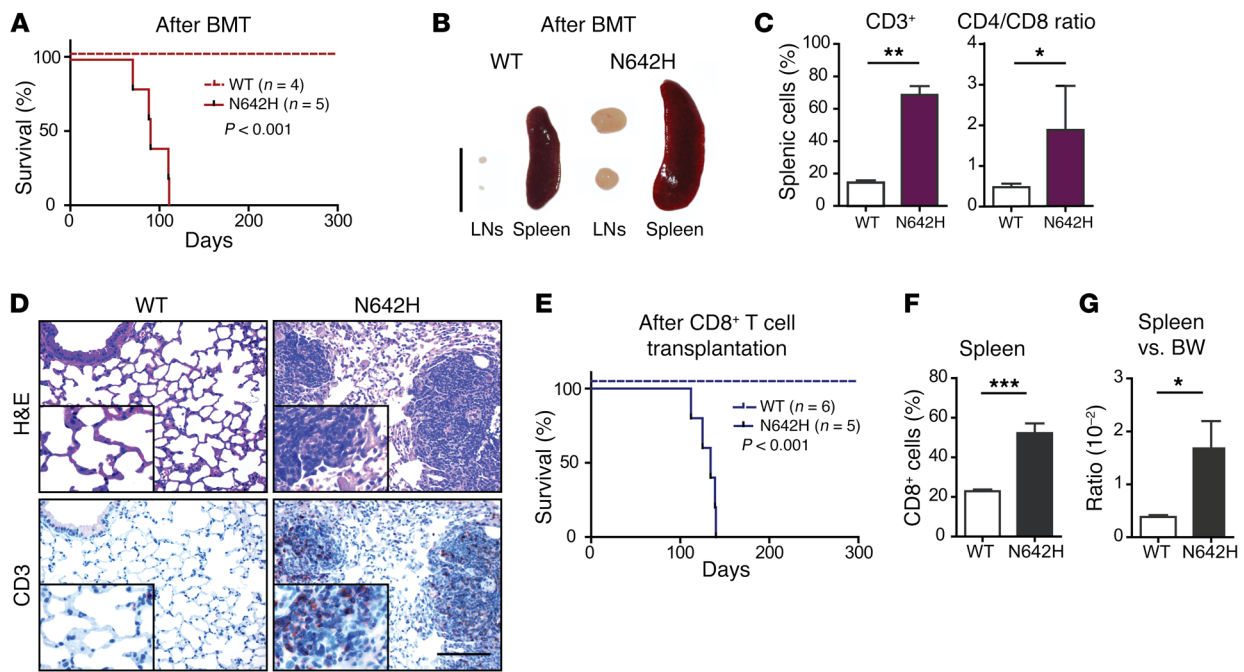 A
After BMT
Survival (%)
100
50
0
0
100
200
300
Days
WT (n = 4)
N642H (n = 5)
P < 0.001
B
After BMT
WT
N642H
LNs
Spleen
LNs
Spleen
C
CD3⁺
Splenic cells (%)
100
80
60
40
20
0
**
WT
N642H
CD4/CD8 ratio
4
3
2
1
0
*
WT
N642H
D
WT
N642H
H&E
CD3
E
After CD8⁺ T cell
transplantation
Survival (%)
100
50
0
0
100
200
300
Days
WT (n = 6)
N642H (n = 5)
P < 0.001
F
Spleen
CD8⁺ cells (%)
80
60
40
20
0
***
WT
N642H
G
Spleen
vs. BW
Ratio (10⁻²)
3
2
1
0
*
WT
N642H